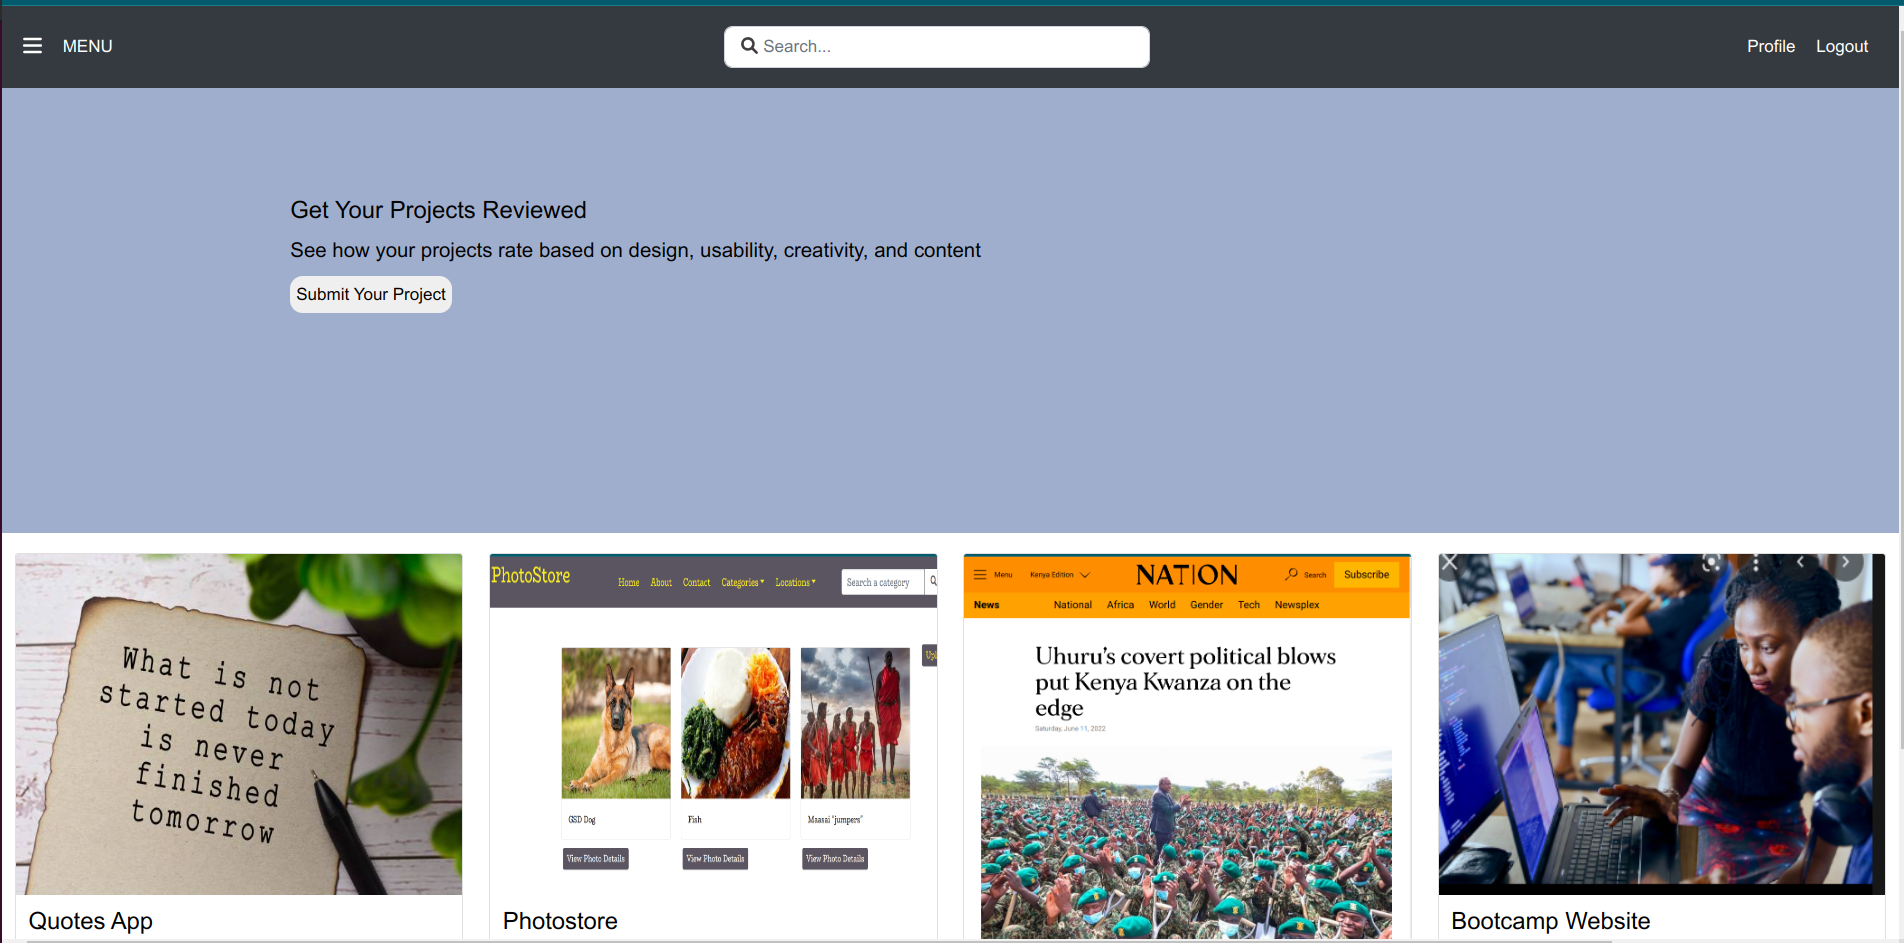 MENU
Search...
Profile
Logout
Get Your Projects Reviewed
See how your projects rate based on design, usability, creativity, and content
Submit Your Project
What is not
started today
is never
finished
tomorrow
Quotes App
PhotoStore
Home
About
Contact
Categories
Locations
Search a category
GSD Dog
Fish
Maasai "jumpers"
View Photo Details
View Photo Details
View Photo Details
Photostore
Menu
Kenya Edition
NATION
Search
Subscribe
News
National
Africa
World
Gender
Tech
Newsplex
Uhuru's covert political blows
put Kenya Kwanza on the
edge
Saturday, June 11, 2022
Bootcamp Website